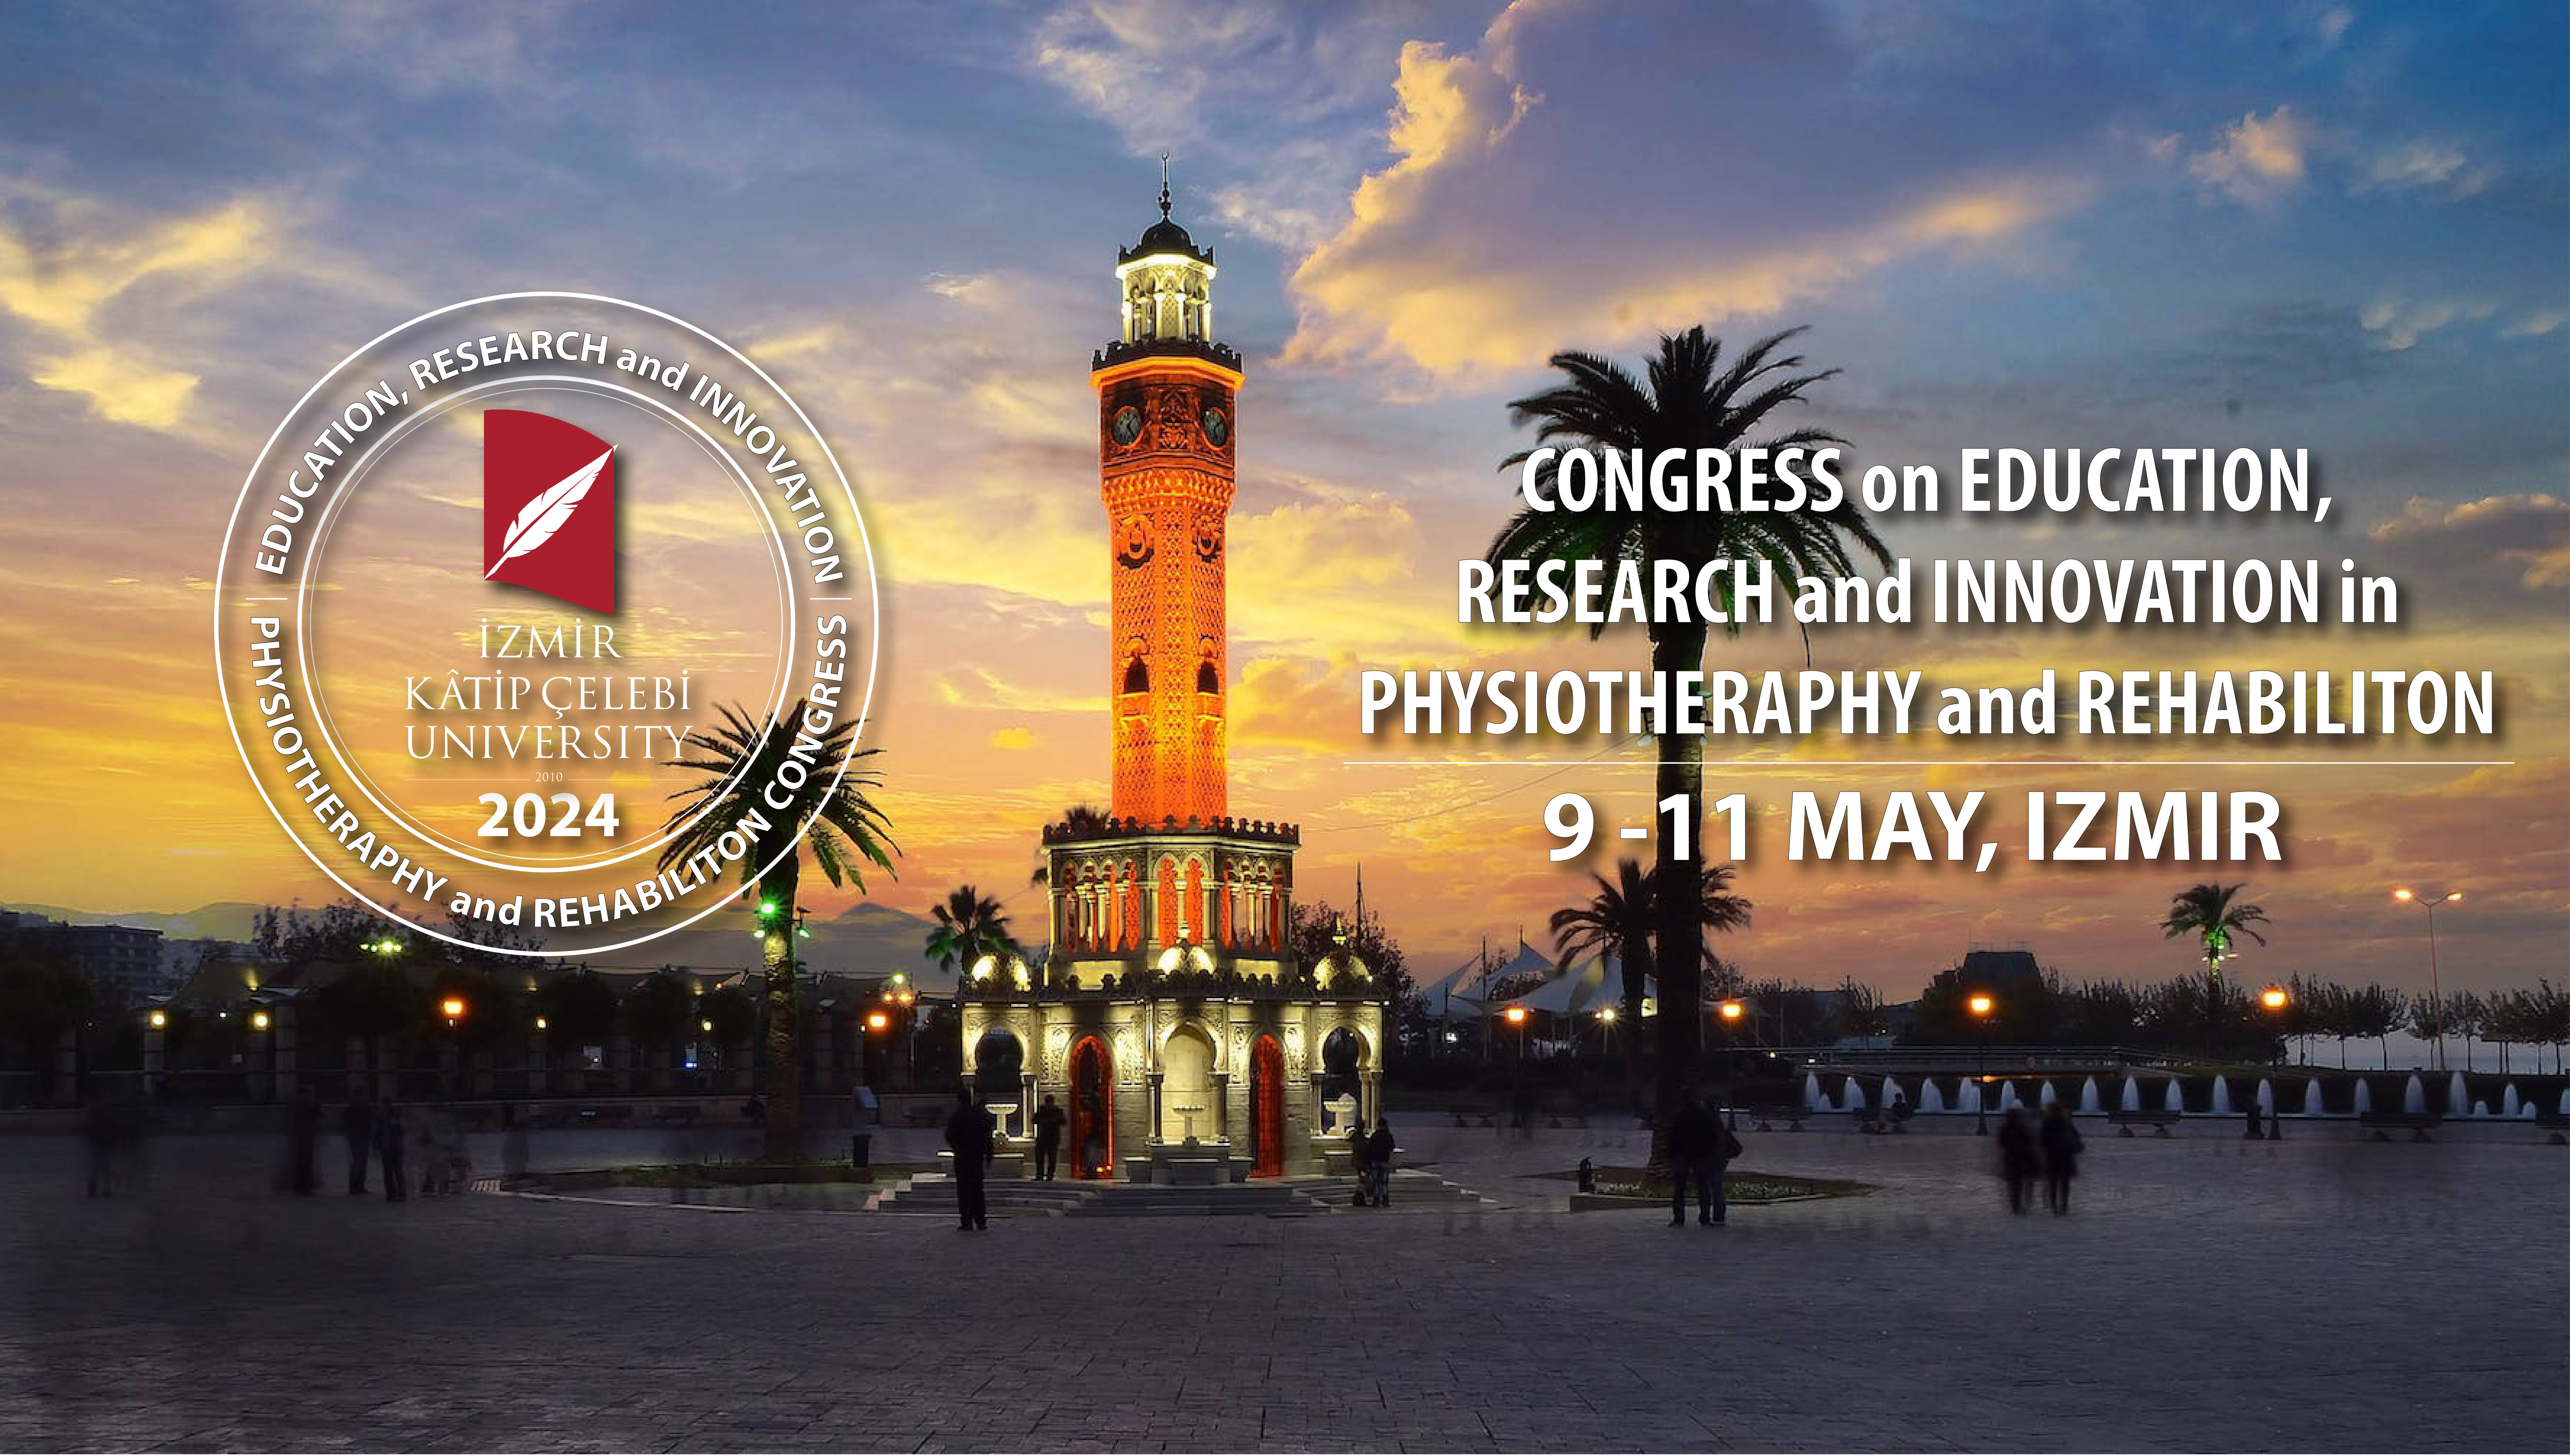 EDUCATION, RESEARCH and INNOVATION
PHYSIOTHERAPHY and REHABILITON CONGRESS
İZMİR
KÂTİP ÇELEBİ
UNIVERSITY
2010
2024
CONGRESS on EDUCATION,
RESEARCH and INNOVATION in
PHYSIOTHERAPHY and REHABILITON
9 -11 MAY, IZMIR